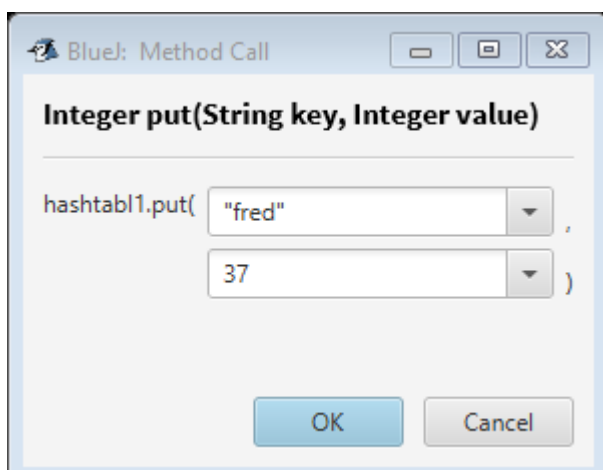 BlueJ: Method Call
Integer put(String key, Integer value)
hashtabl1.put( "fred" ,
37 )
OK Cancel